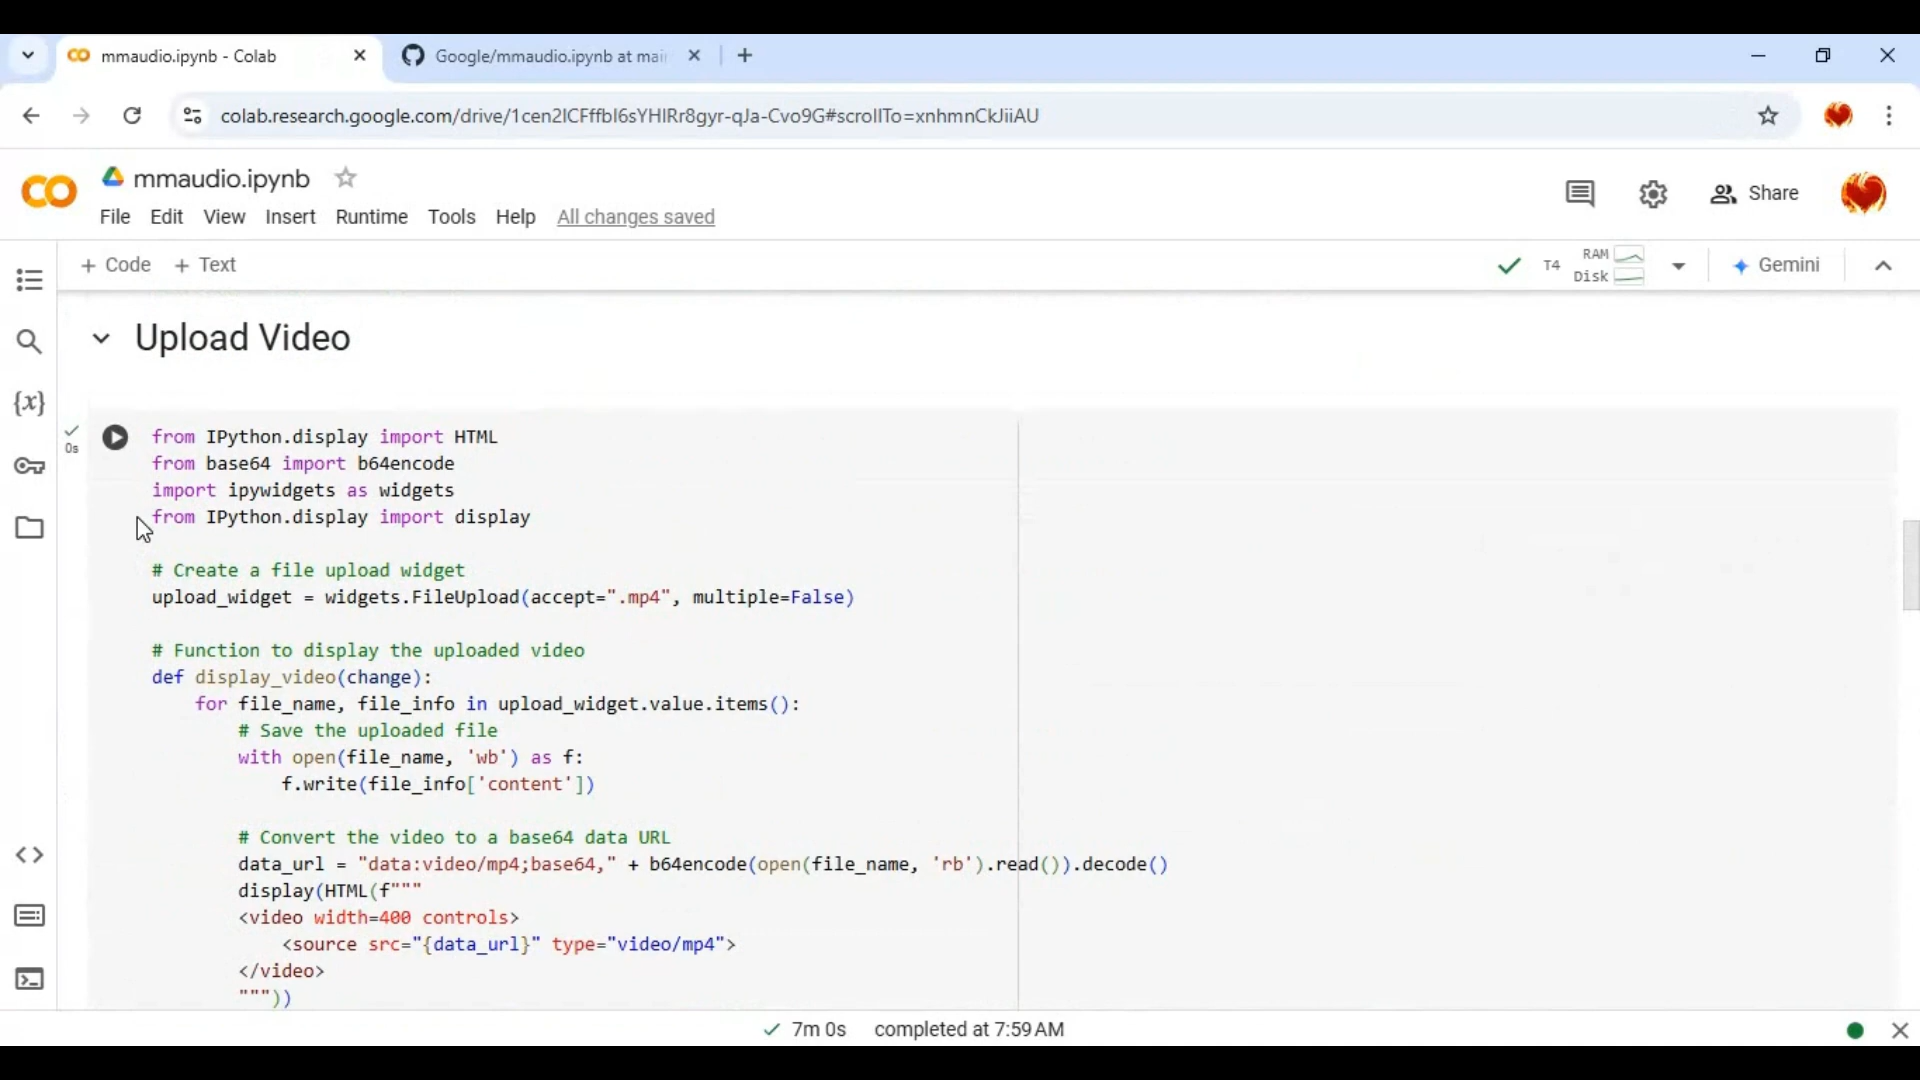 mmaudio.ipynb - Colab
Google/mmaudio.ipynb at mai
colab.research.google.com/drive/1cen2lCFffbI6sYHlRr8gyr-qJa-Cvo9G#scrollTo=xnhmnCkJiiAU
mmaudio.ipynb
Share
File Edit View Insert Runtime Tools Help All changes saved
+ Code + Text
T4 RAM
Disk
Gemini
Upload Video
{x}
0s
from IPython.display import HTML
from base64 import b64encode
import ipywidgets as widgets
from IPython.display import display
# Create a file upload widget
upload_widget = widgets.FileUpload(accept=".mp4", multiple=False)
# Function to display the uploaded video
def display_video(change):
for file_name, file_info in upload_widget.value.items():
# Save the uploaded file
with open(file_name, 'wb') as f:
f.write(file_info['content'])
# Convert the video to a base64 data URL
data_url = "data:video/mp4;base64," + b64encode(open(file_name, 'rb').read()).decode()
display(HTML(f"""
<video width=400 controls>
<source src="{data_url}" type="video/mp4">
</video>
"""))
7m 0s completed at 7:59 AM